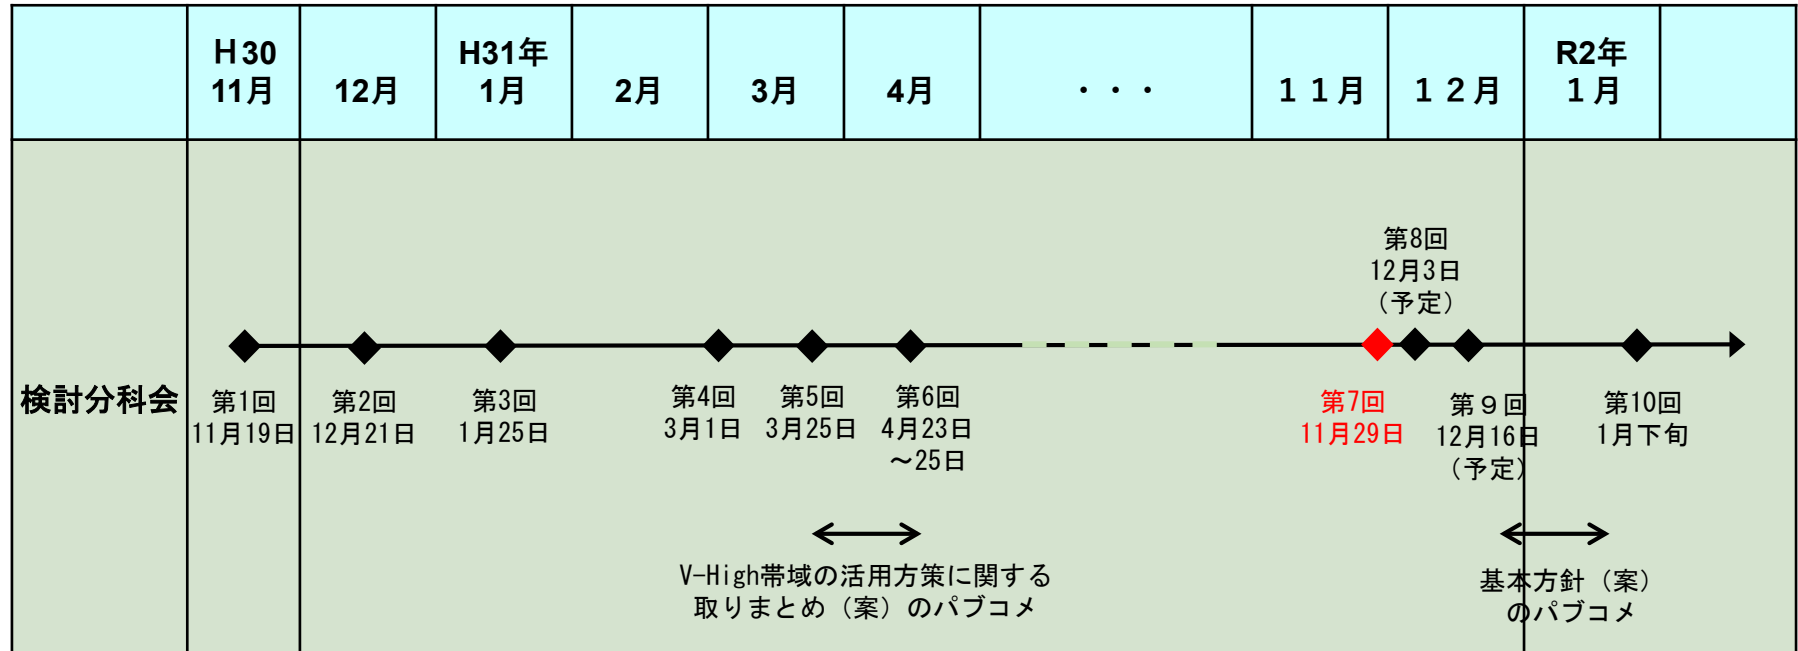 Ｈ30
11月
12月
H31年
1月
2月
3月
4月
・・・
１１月
１２月
R2年
１月
検討分科会
第1回
11月19日
第2回
12月21日
第3回
1月25日
第4回
3月1日
第5回
3月25日
第6回
4月23日
～25日
第7回
11月29日
第8回
12月3日
（予定）
第９回
12月16日
（予定）
第10回
1月下旬
V-High帯域の活用方策に関する
取りまとめ（案）のパブコメ
基本方針（案）
のパブコメ